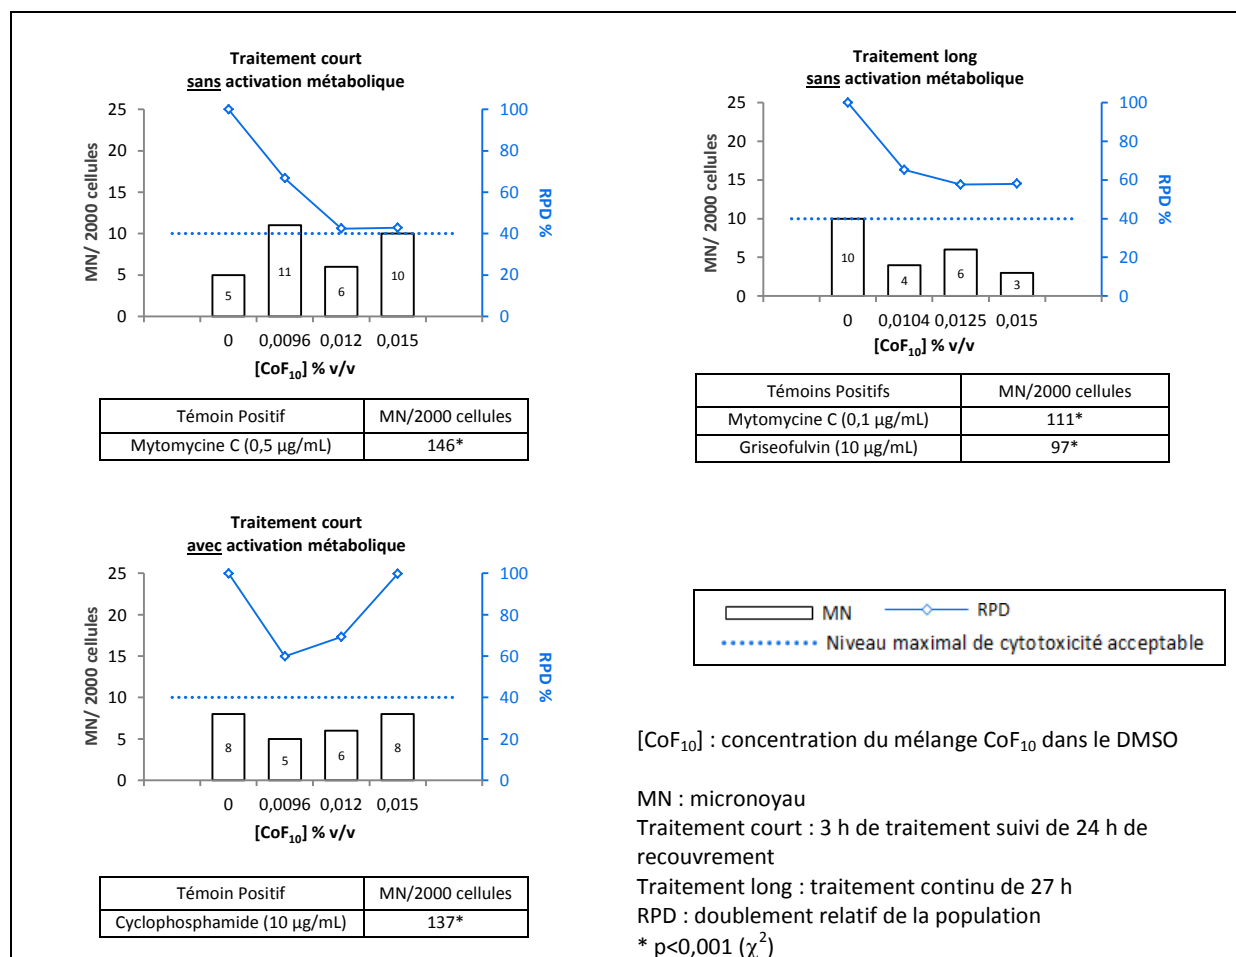 Traitement court
sans activation métabolique
MN/ 2000 cellules
25
20
15
10
5
0
5
11
6
10
100
80
60
40
20
0
RPD %
0 0,0096 0,012 0,015
[CoF10] % v/v
Témoin Positif MN/2000 cellules
Mytomycine C (0,5 µg/mL) 146*
Traitement long
sans activation métabolique
MN/ 2000 cellules
25
20
15
10
5
0
10
4
6
3
100
80
60
40
20
0
RPD %
0 0,0104 0,0125 0,015
[CoF10] % v/v
Témoins Positifs MN/2000 cellules
Mytomycine C (0,1 µg/mL) 111*
Griseofulvin (10 µg/mL) 97*
Traitement court
avec activation métabolique
MN/ 2000 cellules
25
20
15
10
5
0
8
5
6
8
100
80
60
40
20
0
RPD %
0 0,0096 0,012 0,015
[CoF10] % v/v
Témoin Positif MN/2000 cellules
Cyclophosphamide (10 µg/mL) 137*
MN RPD
Niveau maximal de cytotoxicité acceptable
[CoF10] : concentration du mélange CoF10 dans le DMSO
MN : micronoyau
Traitement court : 3 h de traitement suivi de 24 h de
recouvrement
Traitement long : traitement continu de 27 h
RPD : doublement relatif de la population
* p<0,001 (χ2)